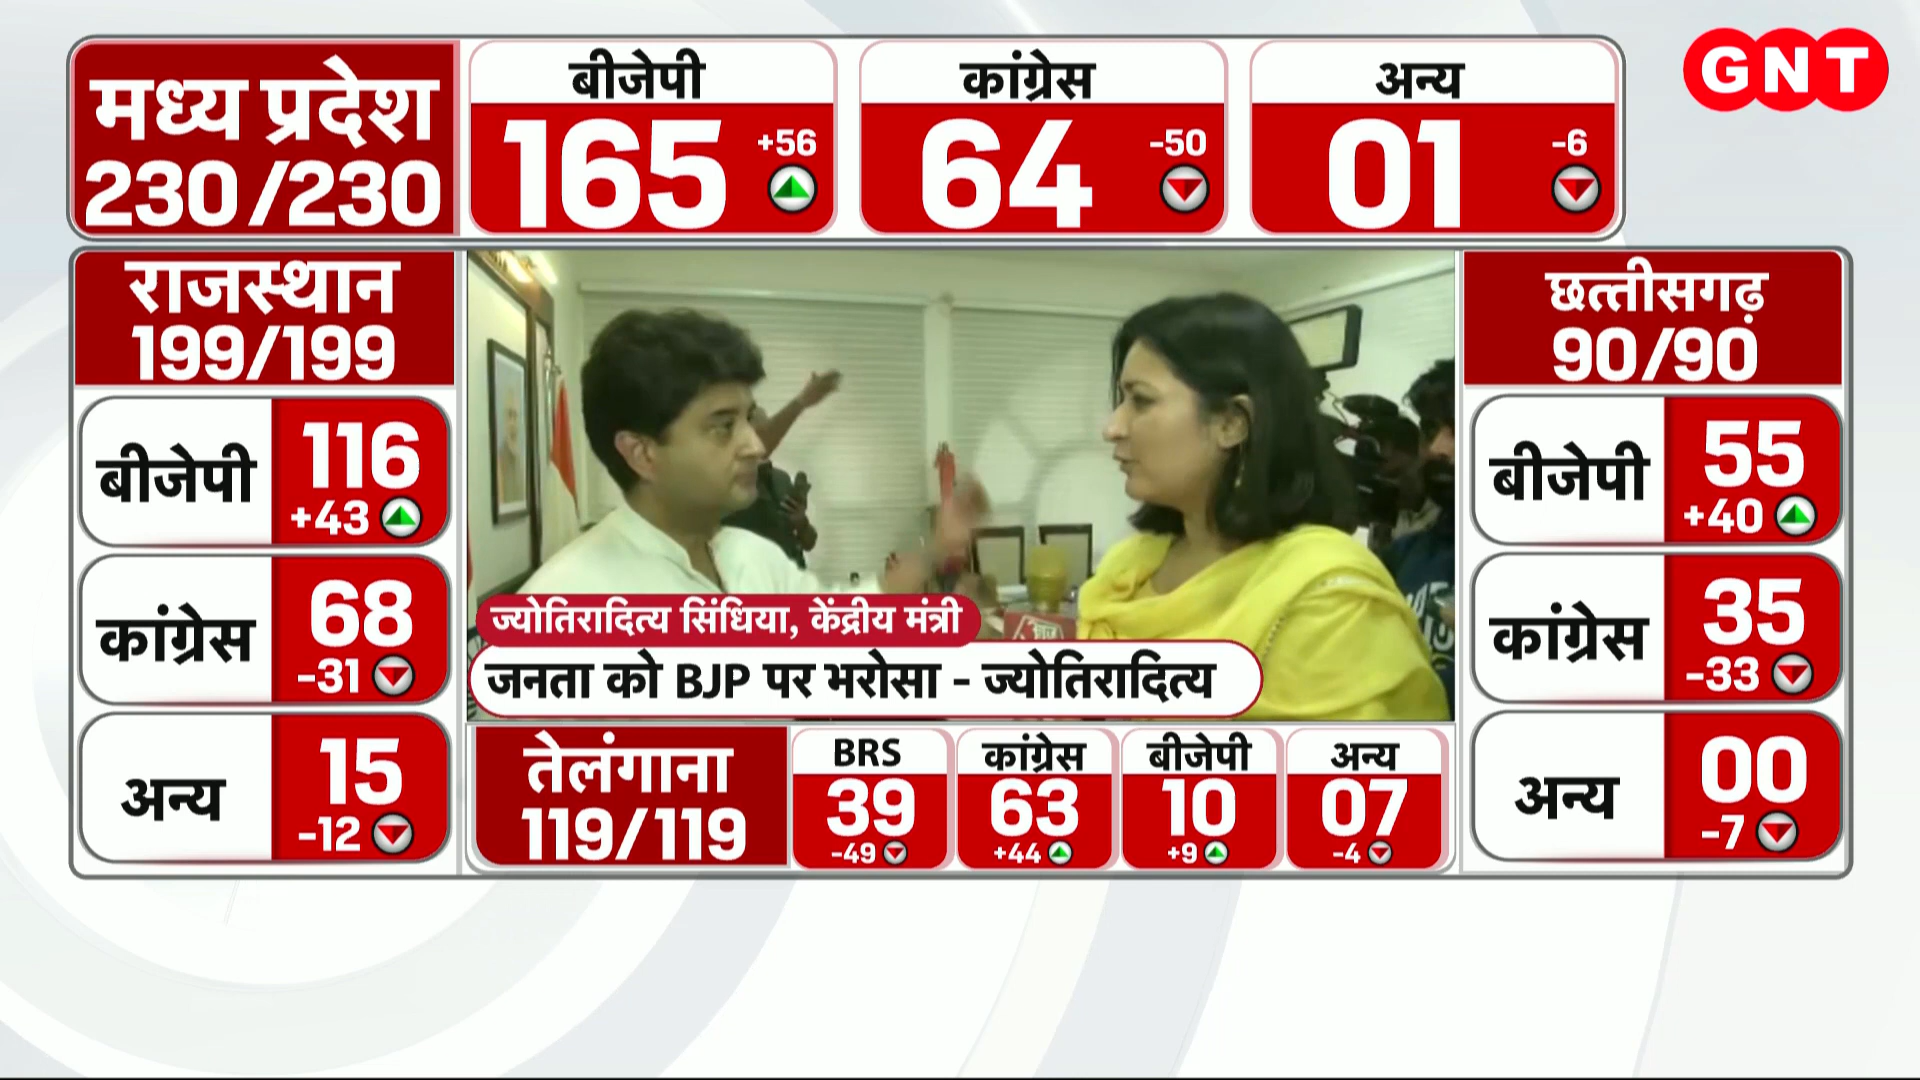 GNT
मध्य प्रदेश
230/230
बीजेपी
165
+56
कांग्रेस
64
-50
अन्य
01
-6
राजस्थान
199/199
बीजेपी
116
+43
कांग्रेस
68
-31
अन्य
15
-12
ज्योतिरादित्य सिंधिया, केंद्रीय मंत्री
जनता को BJP पर भरोसा - ज्योतिरादित्य
छत्तीसगढ़
90/90
बीजेपी
55
+40
कांग्रेस
35
-33
अन्य
00
-7
तेलंगाना
119/119
BRS
39
-49
कांग्रेस
63
+44
बीजेपी
10
+9
अन्य
07
-4